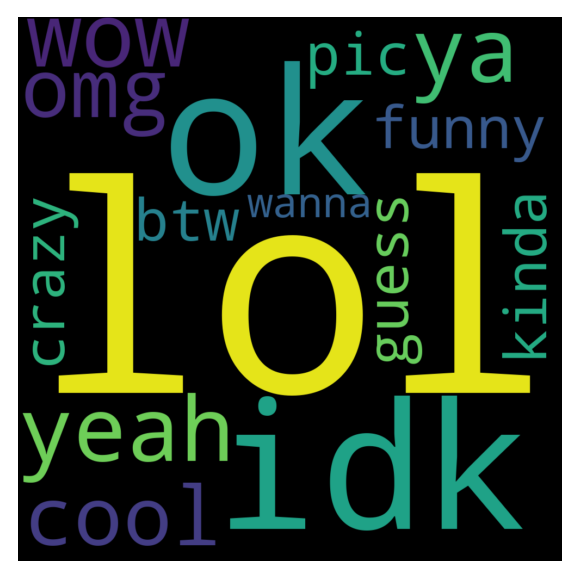 wow
pic
ya
omg
ok
funny
btw
wanna
lol
crazy
guess
kinda
yeah
idk
cool